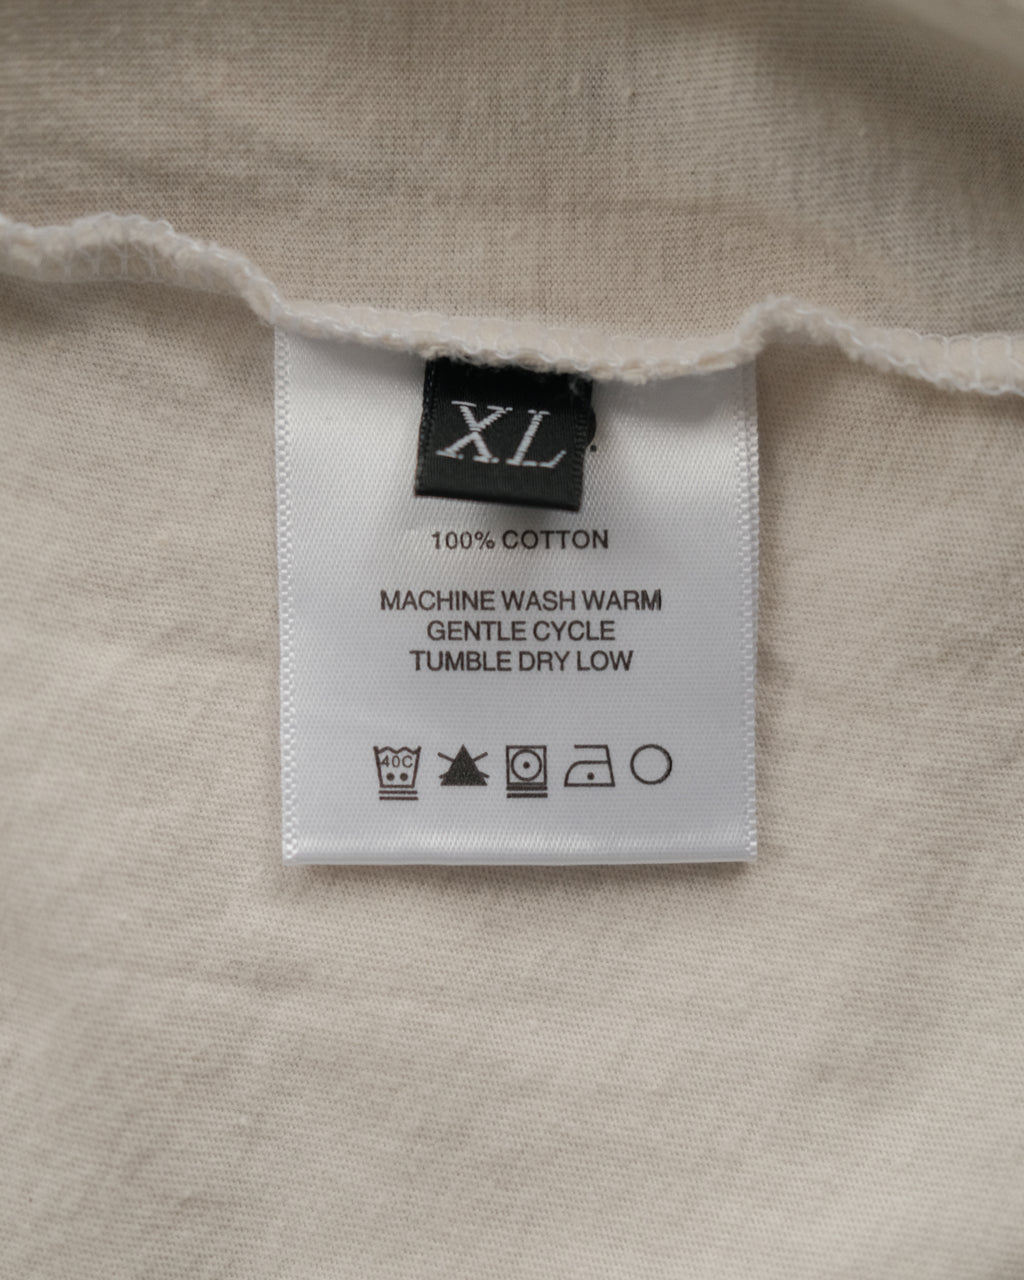 XL
100% COTTON
MACHINE WASH WARM
GENTLE CYCLE
TUMBLE DRY LOW
40C